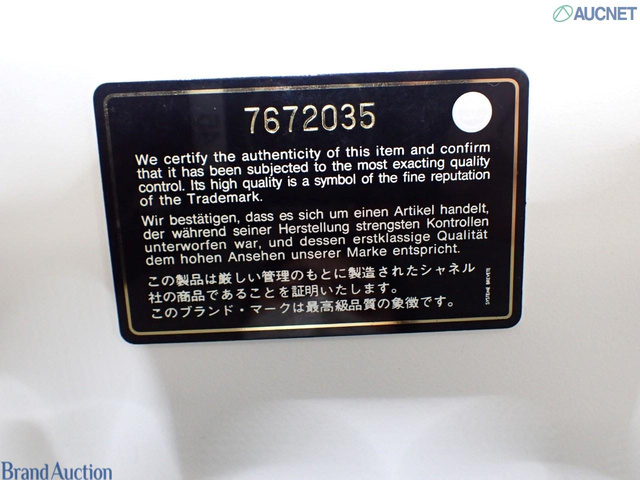 AUCNET
7672035
We certify the authenticity of this item and confirm
that it has been subjected to the most exacting quality
control. Its high quality is a symbol of the fine reputation
of the Trademark.
Wir bestätigen, dass es sich um einen Artikel handelt,
der während seiner Herstellung strengsten Kontrollen
unterworfen war, und dessen erstklassige Qualität
dem hohen Ansehen unserer Marke entspricht.
この製品は厳しい管理のもとに製造されたシャネル
社の商品であることを証明いたします。
このブランド・マークは最高級品質の象徴です。
SYSTEME BREVETE
Brand Auction